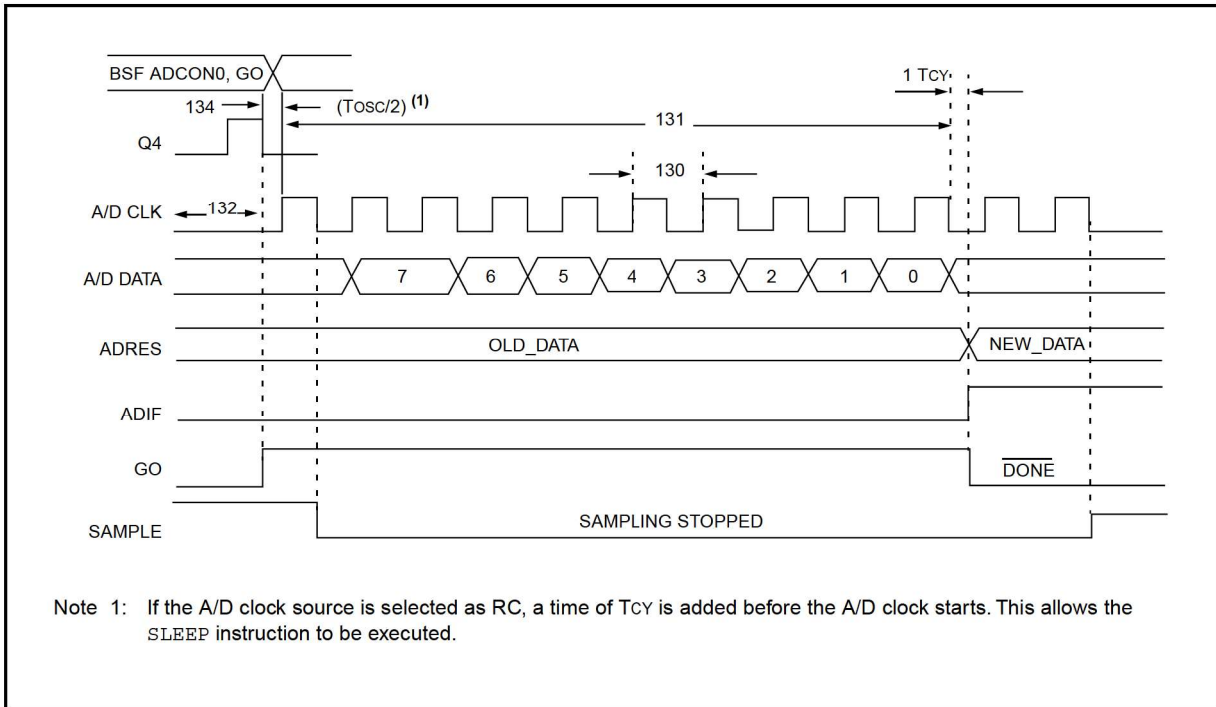 BSF ADCON0, GO
1 TCY
134
(TOSC/2) (1)
131
Q4
130
A/D CLK
132
A/D DATA
7 6 5 4 3 2 1 0
ADRES
OLD_DATA
NEW_DATA
ADIF
GO
DONE
SAMPLE
SAMPLING STOPPED
Note 1: If the A/D clock source is selected as RC, a time of TCY is added before the A/D clock starts. This allows the
SLEEP instruction to be executed.